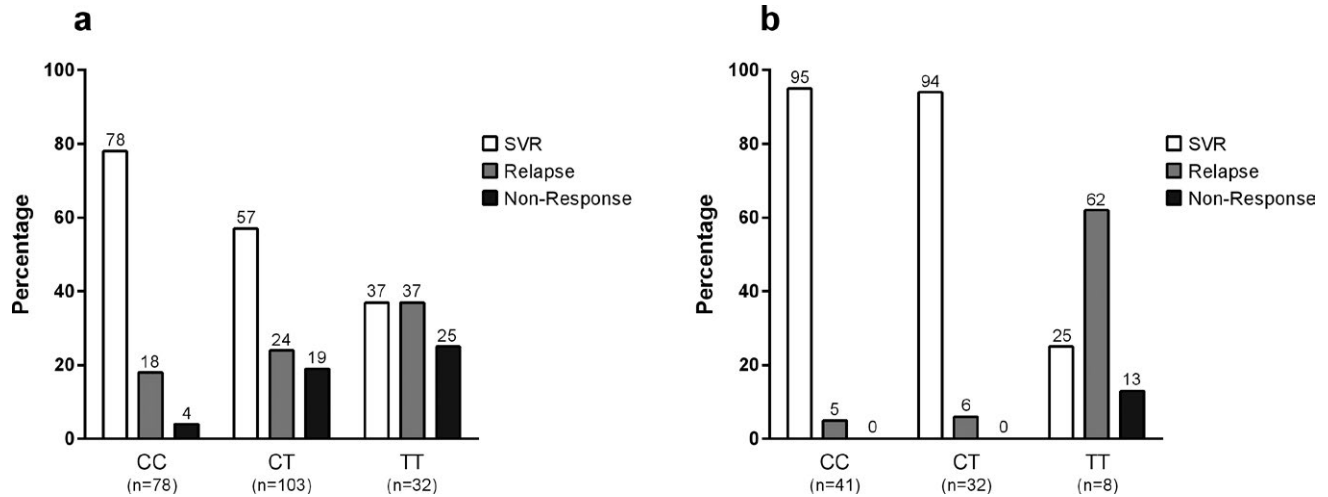 a
Percentage
100
80
60
40
20
0
78
18
4
57
24
19
37
37
25
CC
(n=78)
CT
(n=103)
TT
(n=32)
SVR
Relapse
Non-Response
b
Percentage
100
80
60
40
20
0
95
5
0
94
6
0
25
62
13
CC
(n=41)
CT
(n=32)
TT
(n=8)
SVR
Relapse
Non-Response